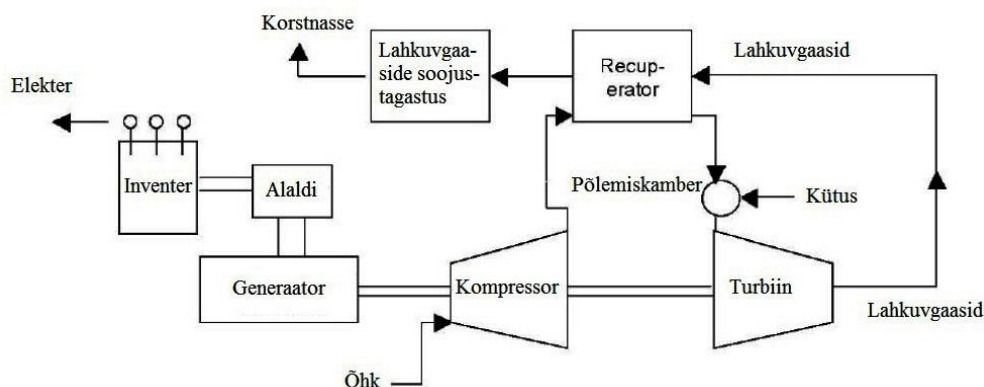 Korstnasse
Lahkuvgaa-
side soojus-
tagastus
Recup-
erator
Lahkuvgaasid
Elekter
Inventer
Alaldi
Põlemiskamber
Kütus
Generaator
Kompressor
Turbiin
Lahkuvgaasid
Õhk